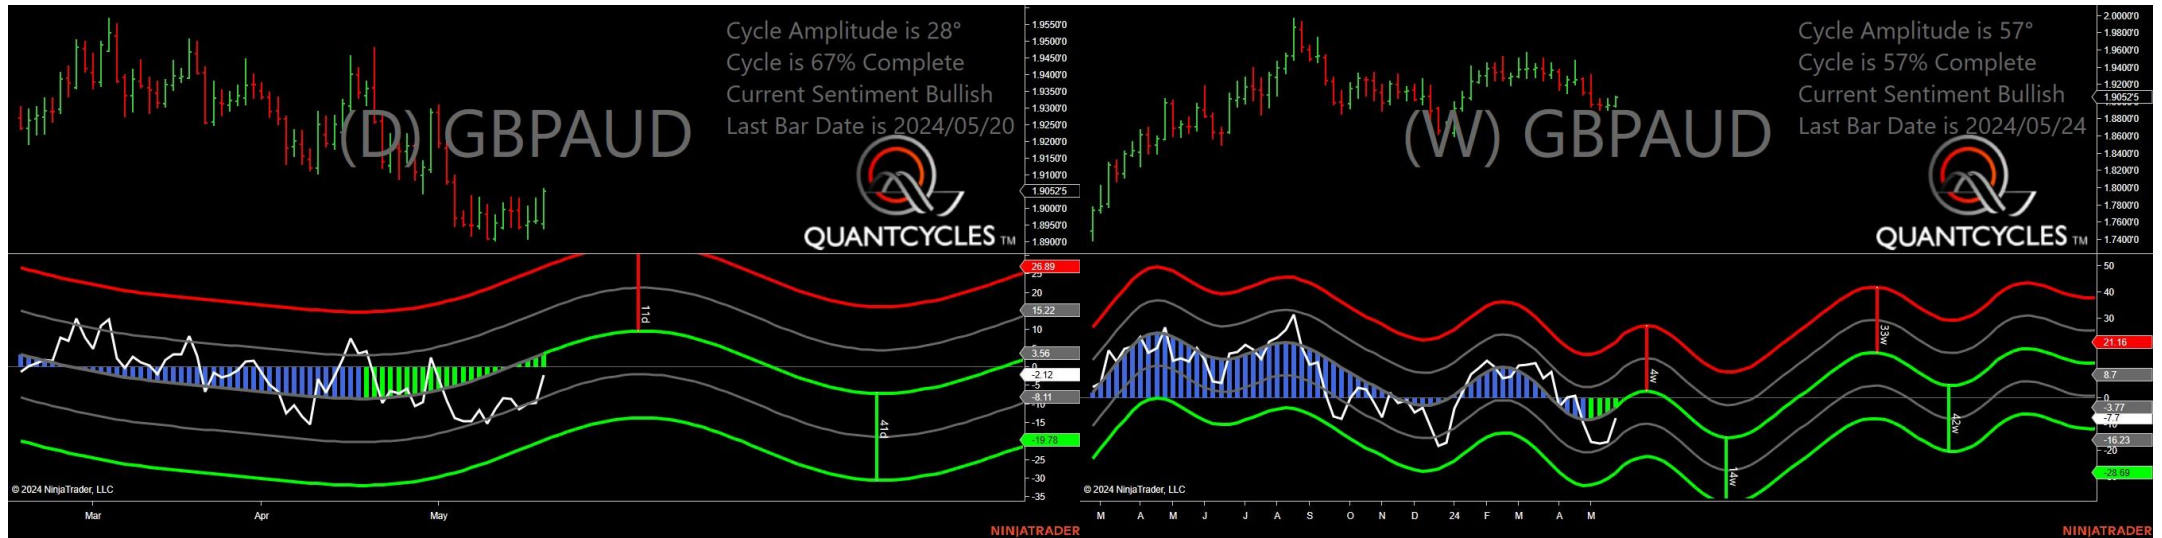 Cycle Amplitude is 28°
Cycle is 67% Complete
Current Sentiment Bullish
Last Bar Date is 2024/05/20
(D) GBPAUD
QUANTCYCLES TM
1.9550'0
1.9500'0
1.9450'0
1.9400'0
1.9350'0
1.9300'0
1.9250'0
1.9200'0
1.9150'0
1.9100'0
1.9052'5
1.9000'0
1.8950'0
1.8900'0
26.89
25
20
15.22
10
3.56
0
-2.12
-5
-8.11
-10
-15
-19.78
-25
-30
-35
11d
41d
© 2024 NinjaTrader, LLC
Mar
Apr
May
NINJATRADER
Cycle Amplitude is 57°
Cycle is 57% Complete
Current Sentiment Bullish
Last Bar Date is 2024/05/24
(W) GBPAUD
QUANTCYCLES TM
2.0000'0
1.9800'0
1.9600'0
1.9400'0
1.9200'0
1.9052'5
1.8800'0
1.8600'0
1.8400'0
1.8200'0
1.8000'0
1.7800'0
1.7600'0
1.7400'0
50
40
30
21.16
8.7
0
-3.77
-7.7
-16.23
-20
-28.69
4w
14w
33w
42w
© 2024 NinjaTrader, LLC
M A M J J A S O N D 24 F M A M
NINJATRADER